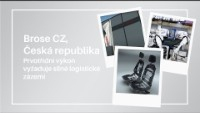 Brose CZ,
Česká republika
Prvotřídní výkon
vyžaduje silné logistické
zázemí